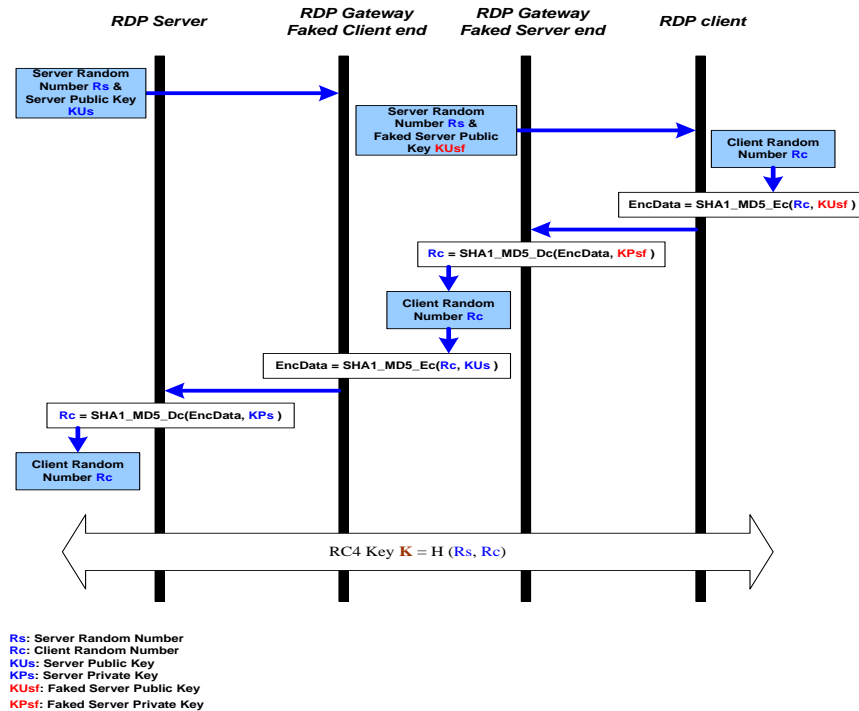 RDP Server
RDP Gateway
Faked Client end
RDP Gateway
Faked Server end
RDP client
Server Random
Number Rs &
Server Public Key
KUs
Server Random
Number Rs &
Faked Server Public
Key KUsf
Client Random
Number Rc
EncData = SHA1_MD5_Ec(Rc, KUsf )
Rc = SHA1_MD5_Dc(EncData, KPsf )
Client Random
Number Rc
EncData = SHA1_MD5_Ec(Rc, KUs )
Rc = SHA1_MD5_Dc(EncData, KPs )
Client Random
Number Rc
RC4 Key K = H (Rs, Rc)
Rs: Server Random Number
Rc: Client Random Number
KUs: Server Public Key
KPs: Server Private Key
KUsf: Faked Server Public Key
KPsf: Faked Server Private Key